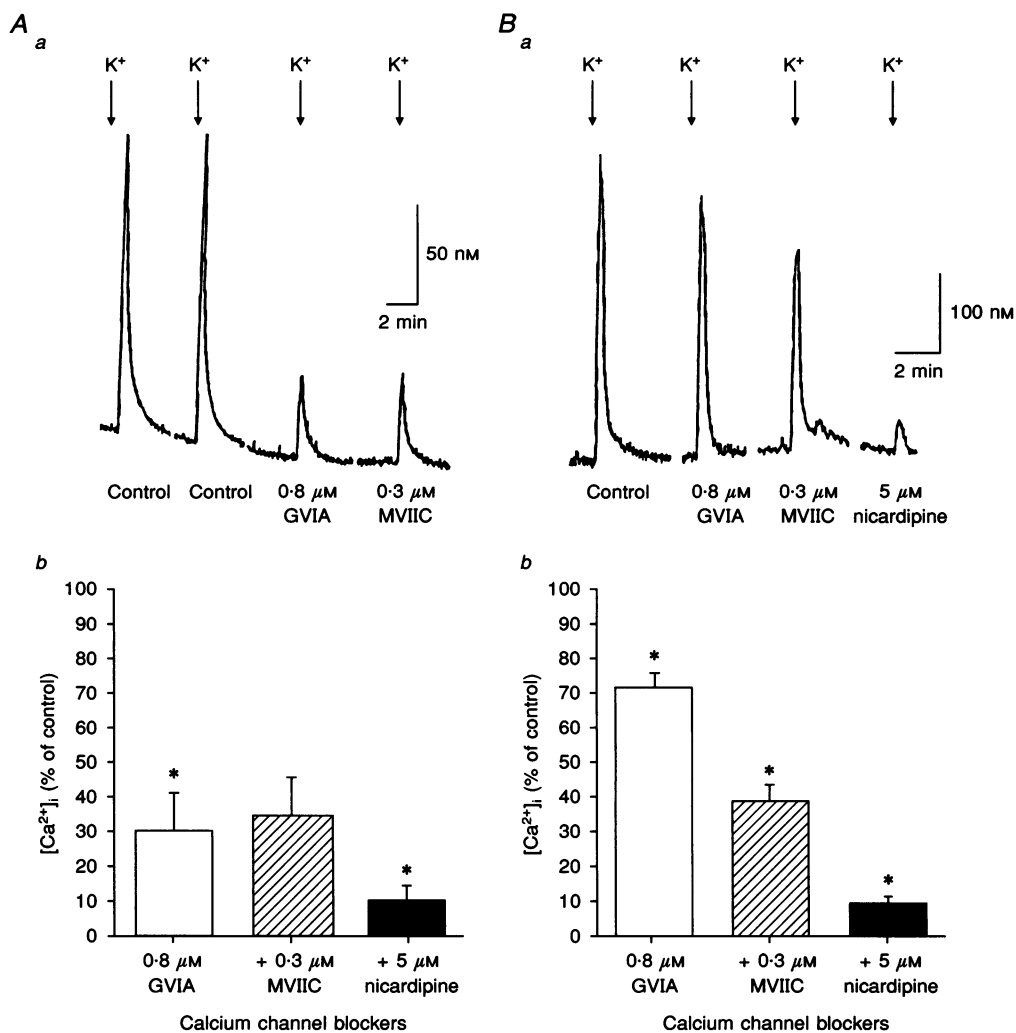 A
a
K⁺ K⁺ K⁺ K⁺
50 nM
2 min
Control Control 0·8 μM GVIA 0·3 μM MVIIC
B
a
K⁺ K⁺ K⁺ K⁺
100 nM
2 min
Control 0·8 μM GVIA 0·3 μM MVIIC 5 μM nicardipine
b
[Ca²⁺]ᵢ (% of control)
100
90
80
70
60
50
40
30
20
10
0
*
*
0·8 μM GVIA + 0·3 μM MVIIC + 5 μM nicardipine
Calcium channel blockers
b
[Ca²⁺]ᵢ (% of control)
100
90
80
70
60
50
40
30
20
10
0
*
*
*
0·8 μM GVIA + 0·3 μM MVIIC + 5 μM nicardipine
Calcium channel blockers